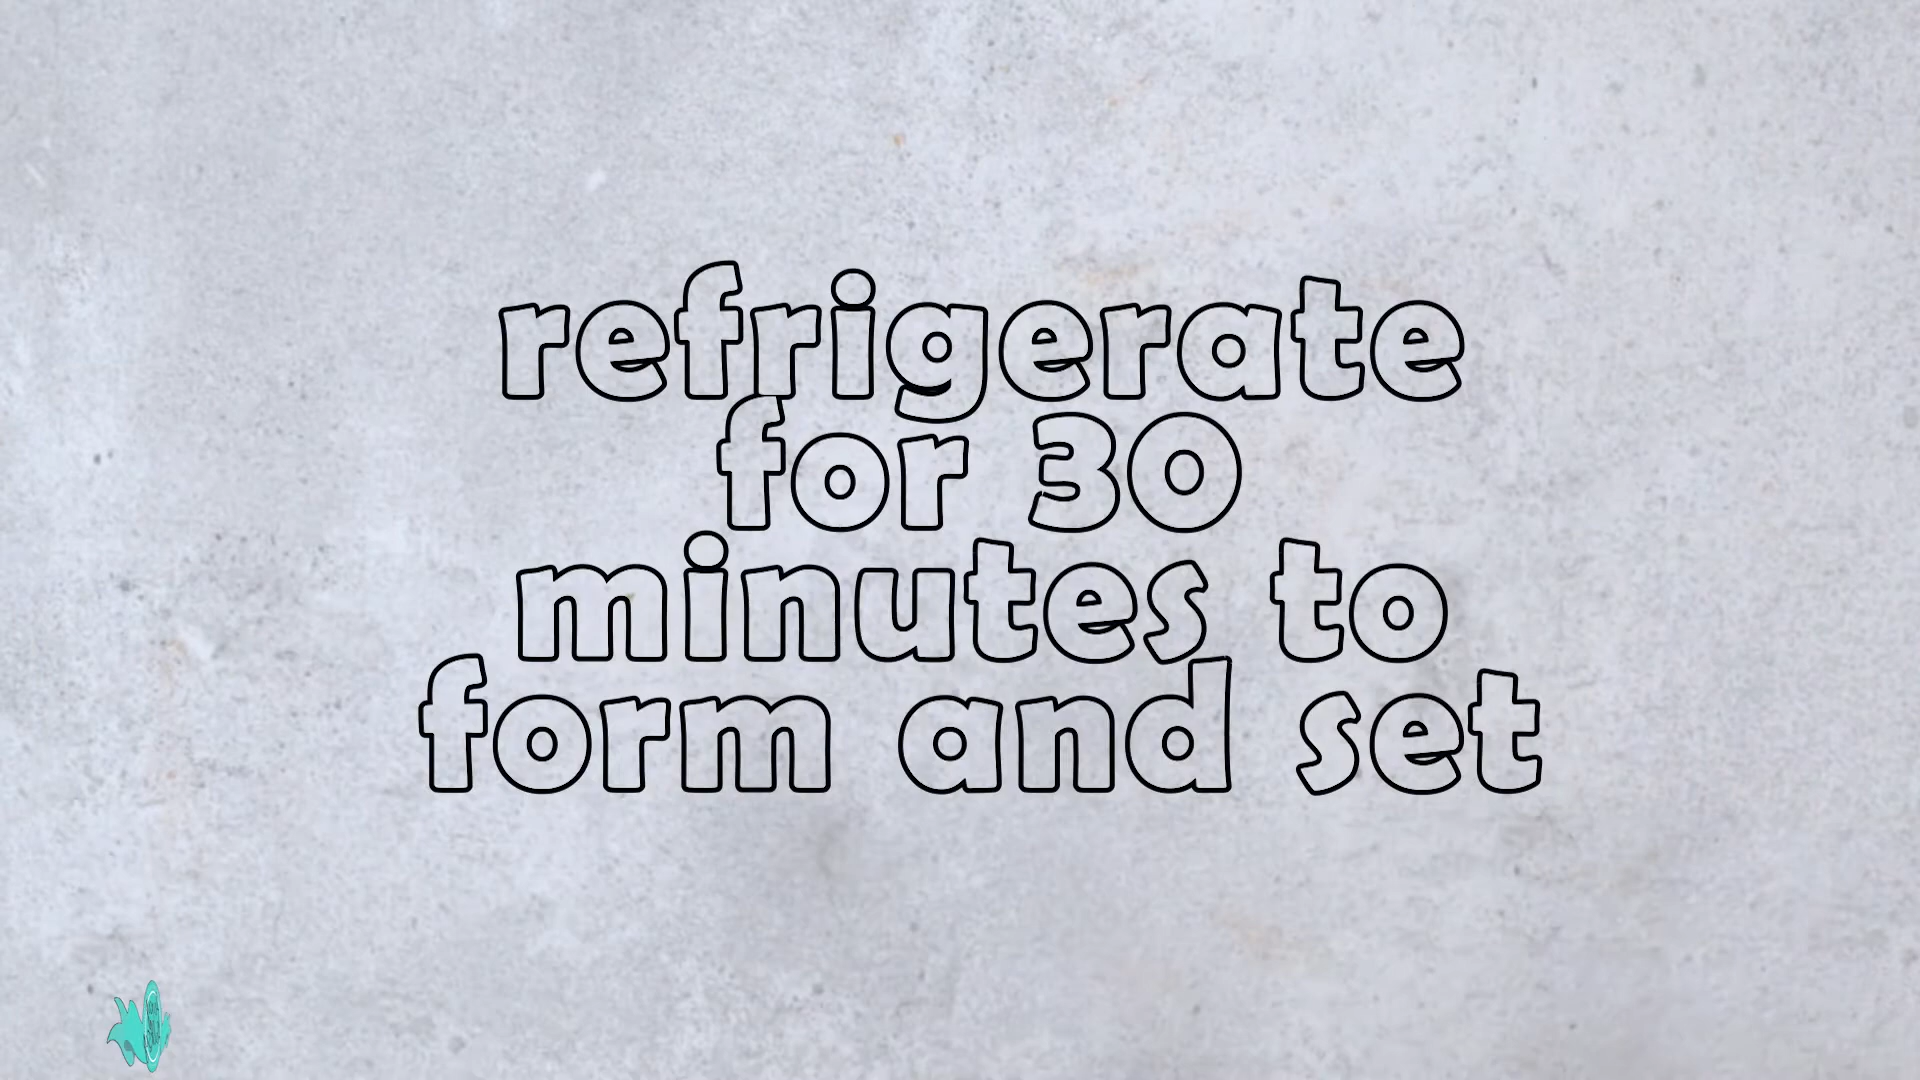 refrigerate
for 30
minutes to
form and set